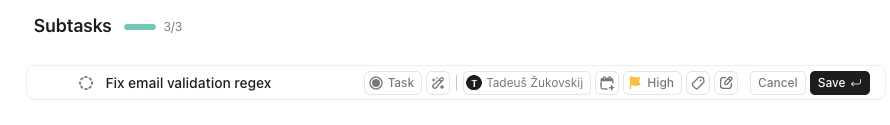 Subtasks 3/3
Fix email validation regex Task T Tadeuš Žukovskij High Cancel Save